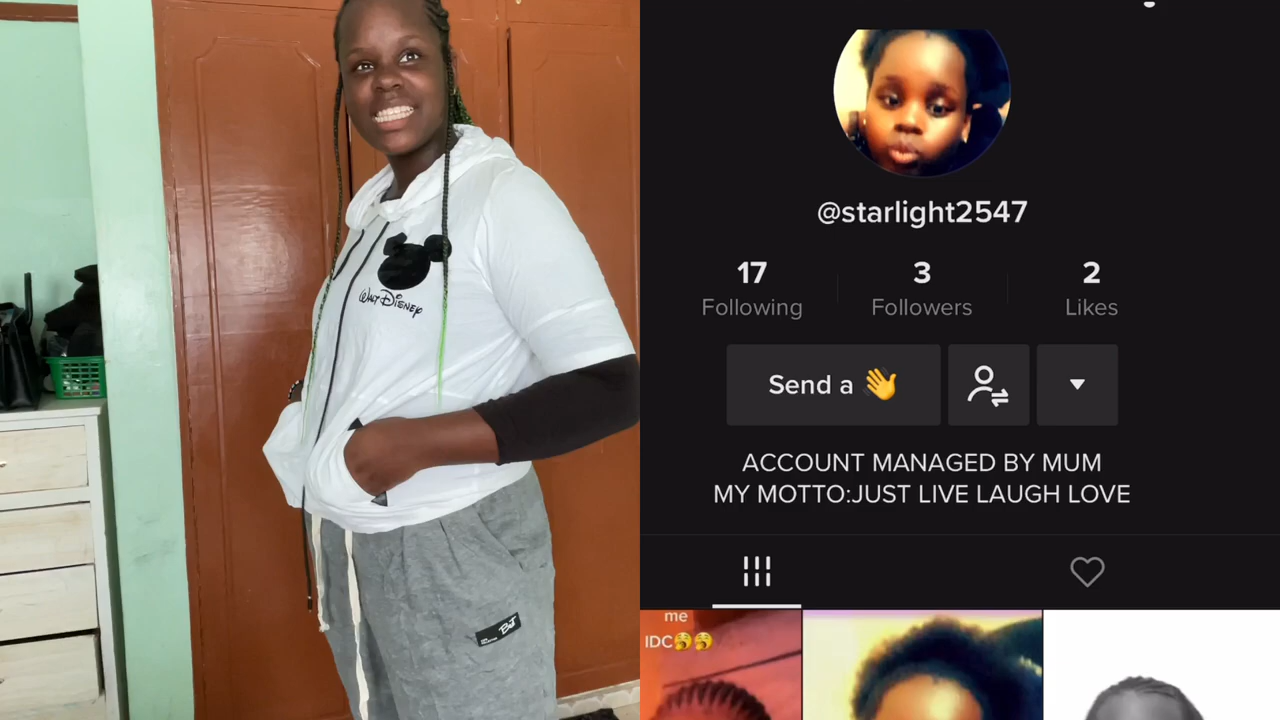 WALT DISNEY
BJ
@starlight2547
17
3
2
Following
Followers
Likes
Send a 👋
ACCOUNT MANAGED BY MUM
MY MOTTO:JUST LIVE LAUGH LOVE
me
IDC🥱🥱